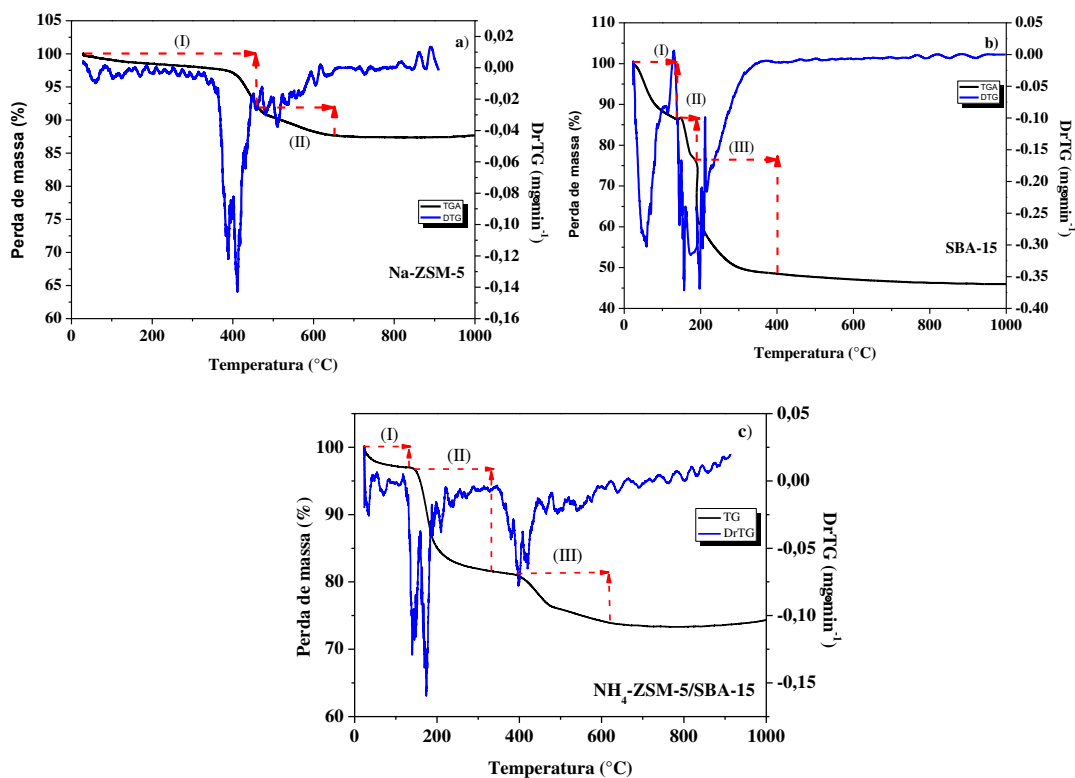 a)
(I)
(II)
TGA
DTG
Na-ZSM-5
Perda de massa (%)
100
95
90
85
80
75
70
65
60
0,02
0,00
-0,02
-0,04
-0,06
-0,08
-0,10
-0,12
-0,14
-0,16
DrTG (mg•min-1)
0 200 400 600 800 1000
Temperatura (°C)
b)
(I)
(II)
(III)
TGA
DTG
SBA-15
Perda de massa (%)
110
100
90
80
70
60
50
40
0.05
0.00
-0.05
-0.10
-0.15
-0.20
-0.25
-0.30
-0.35
-0.40
DrTG (mg•min-1)
0 200 400 600 800 1000
Temperatura (°C)
c)
(I)
(II)
(III)
TG
DrTG
NH4-ZSM-5/SBA-15
Perda de massa (%)
100
90
80
70
60
0,05
0,00
-0,05
-0,10
-0,15
DrTG (mg•min-1)
0 200 400 600 800 1000
Temperatura (°C)